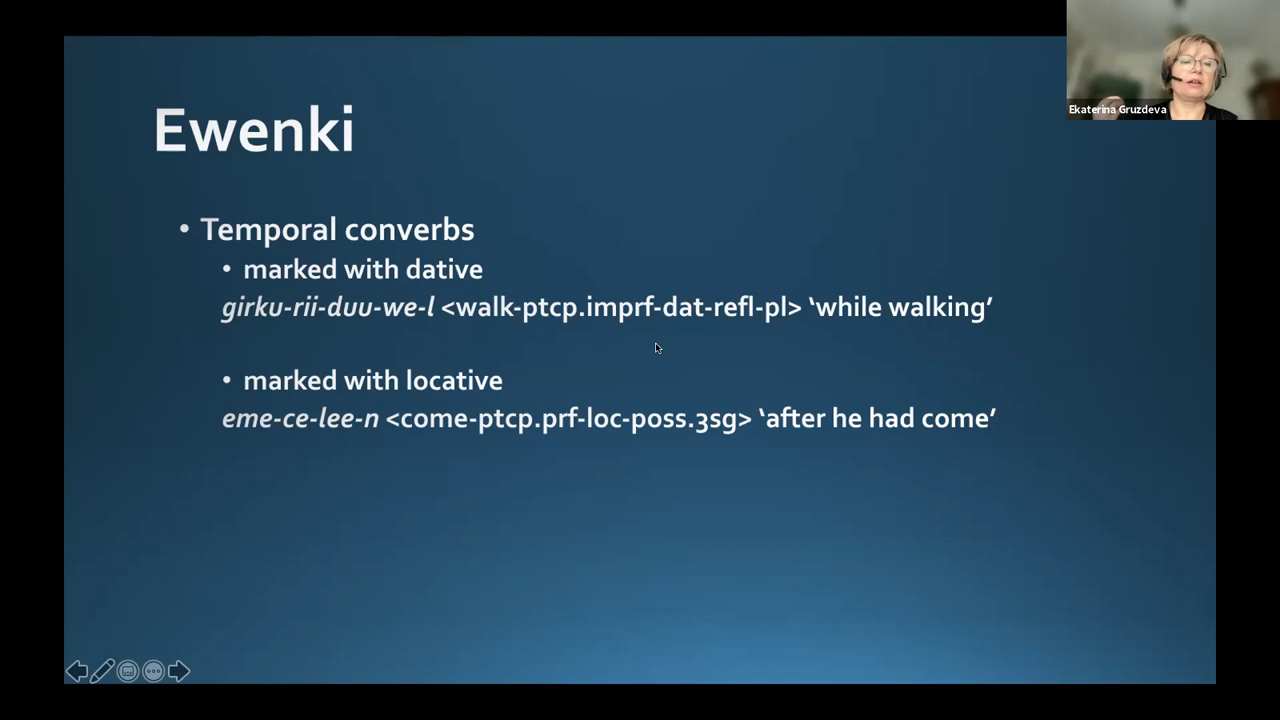 Ekaterina Gruzdeva
Ewenki
• Temporal converbs
• marked with dative
girku-rii-duu-we-l <walk-ptcp.imprf-dat-refl-pl> ‘while walking’
• marked with locative
eme-ce-lee-n <come-ptcp.prf-loc-poss.3sg> ‘after he had come’